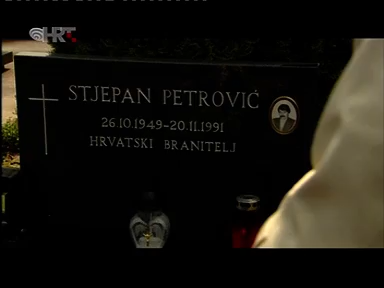 HRT
STJEPAN PETROVIĆ
26.10.1949-20.11.1991
HRVATSKI BRANITELJ